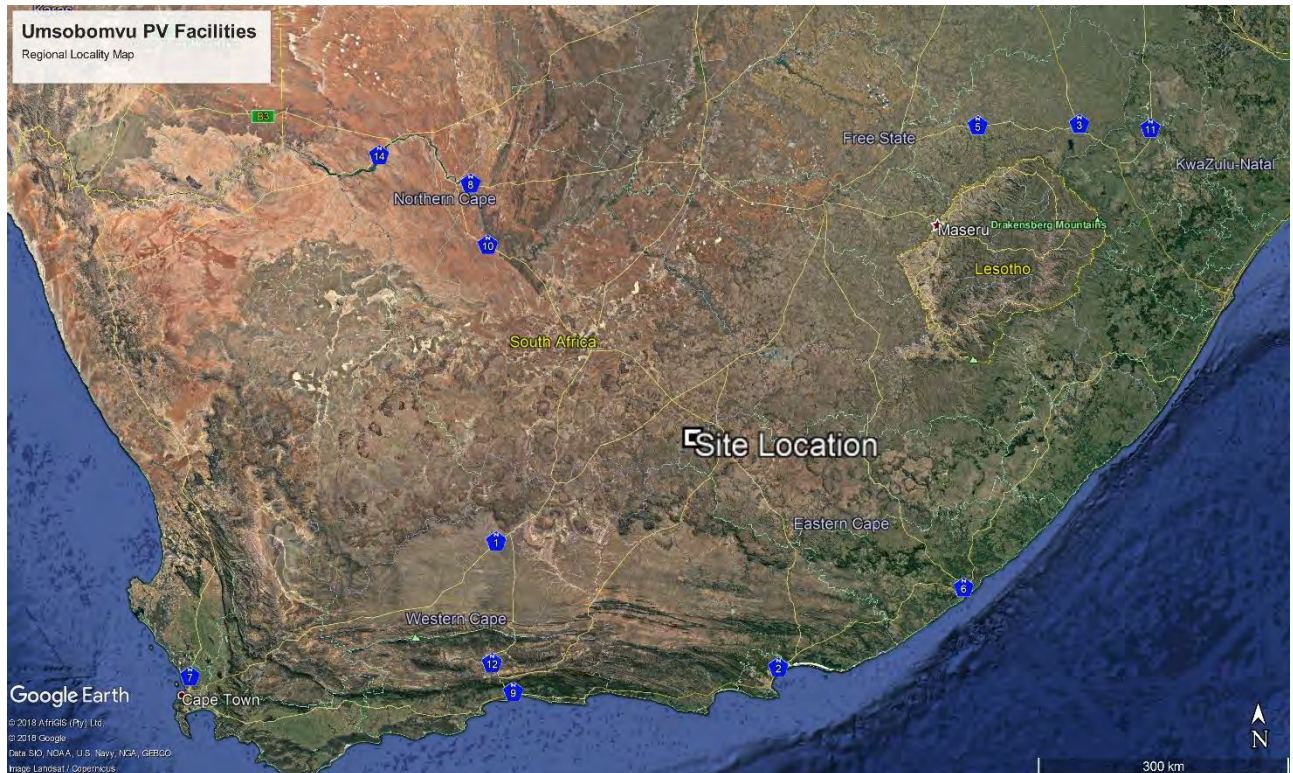 Umsobomvu PV Facilities
Regional Locality Map
B3
14
8
Northern Cape
10
Free State
5
3
11
KwaZulu-Natal
Maseru
Drakensberg Mountains
Lesotho
South Africa
Site Location
Eastern Cape
1
6
Western Cape
12
2
7
9
Cape Town
Google Earth
© 2018 AfriGIS (Pty) Ltd.
© 2018 Google
Data SIO, NOAA, U.S. Navy, NGA, GEBCO
Image Landsat / Copernicus
N
300 km